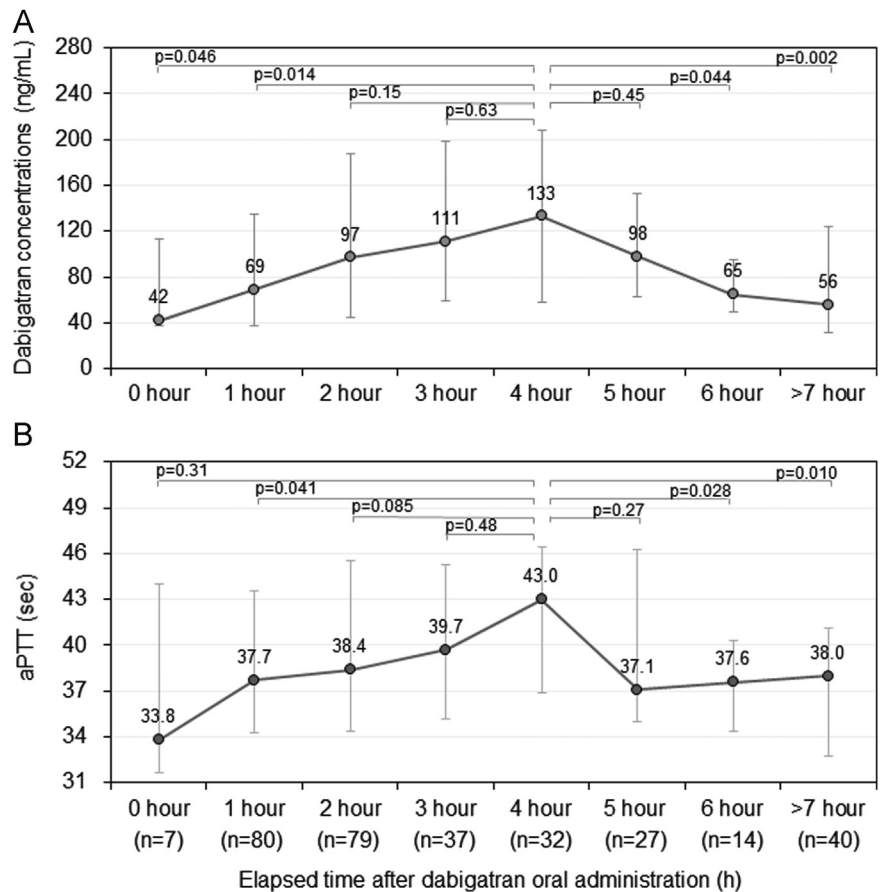 A
Dabigatran concentrations (ng/mL)
280
240
200
160
120
80
40
0
p=0.046
p=0.002
p=0.014
p=0.044
p=0.15
p=0.45
p=0.63
42
69
97
111
133
98
65
56
0 hour 1 hour 2 hour 3 hour 4 hour 5 hour 6 hour >7 hour
B
aPTT (sec)
52
49
46
43
40
37
34
31
p=0.31
p=0.010
p=0.041
p=0.028
p=0.085
p=0.27
p=0.48
33.8
37.7
38.4
39.7
43.0
37.1
37.6
38.0
0 hour 1 hour 2 hour 3 hour 4 hour 5 hour 6 hour >7 hour
(n=7) (n=80) (n=79) (n=37) (n=32) (n=27) (n=14) (n=40)
Elapsed time after dabigatran oral administration (h)